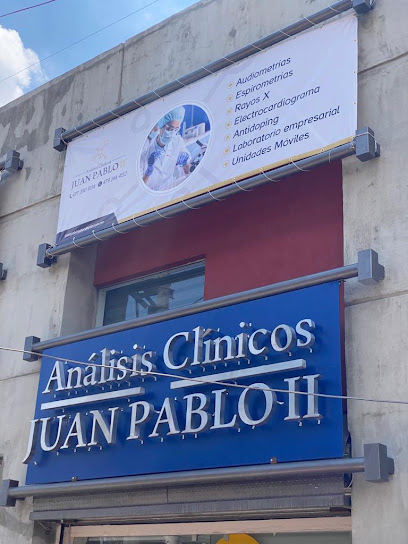 JUAN PABLO
Audiometrías
Espirometrías
Rayos X
Electrocardiograma
Antidoping
Laboratorio empresarial
Unidades Móviles
Análisis Clínicos
JUAN PABLO II